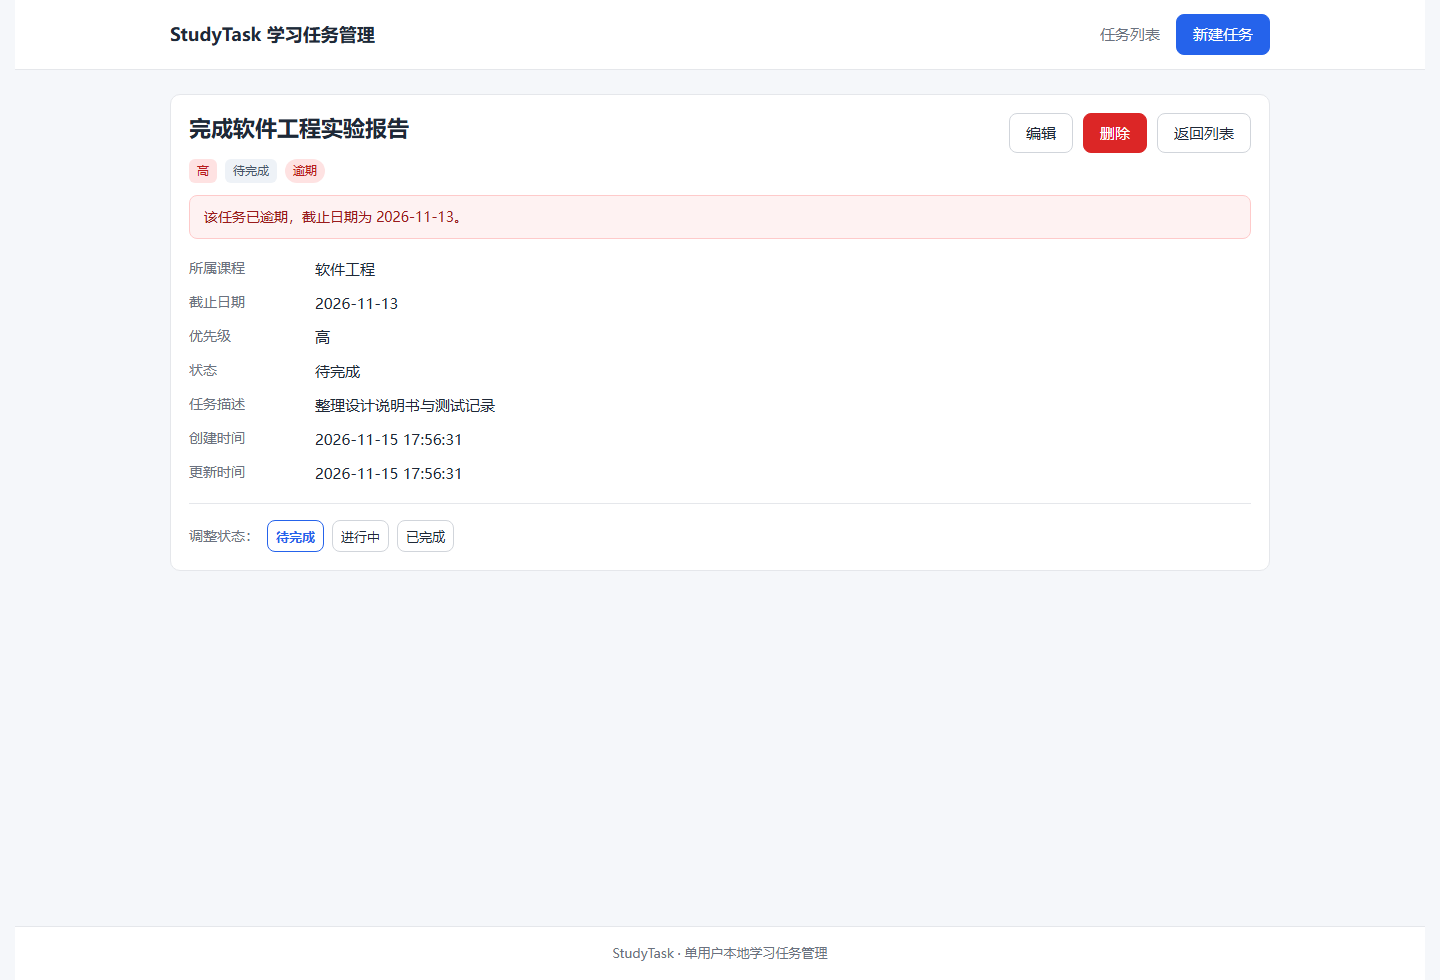 StudyTask 学习任务管理
任务列表 新建任务
完成软件工程实验报告
编辑 删除 返回列表
高 待完成 逾期
该任务已逾期，截止日期为 2026-11-13。
所属课程 软件工程
截止日期 2026-11-13
优先级 高
状态 待完成
任务描述 整理设计说明书与测试记录
创建时间 2026-11-15 17:56:31
更新时间 2026-11-15 17:56:31
调整状态： 待完成 进行中 已完成
StudyTask · 单用户本地学习任务管理